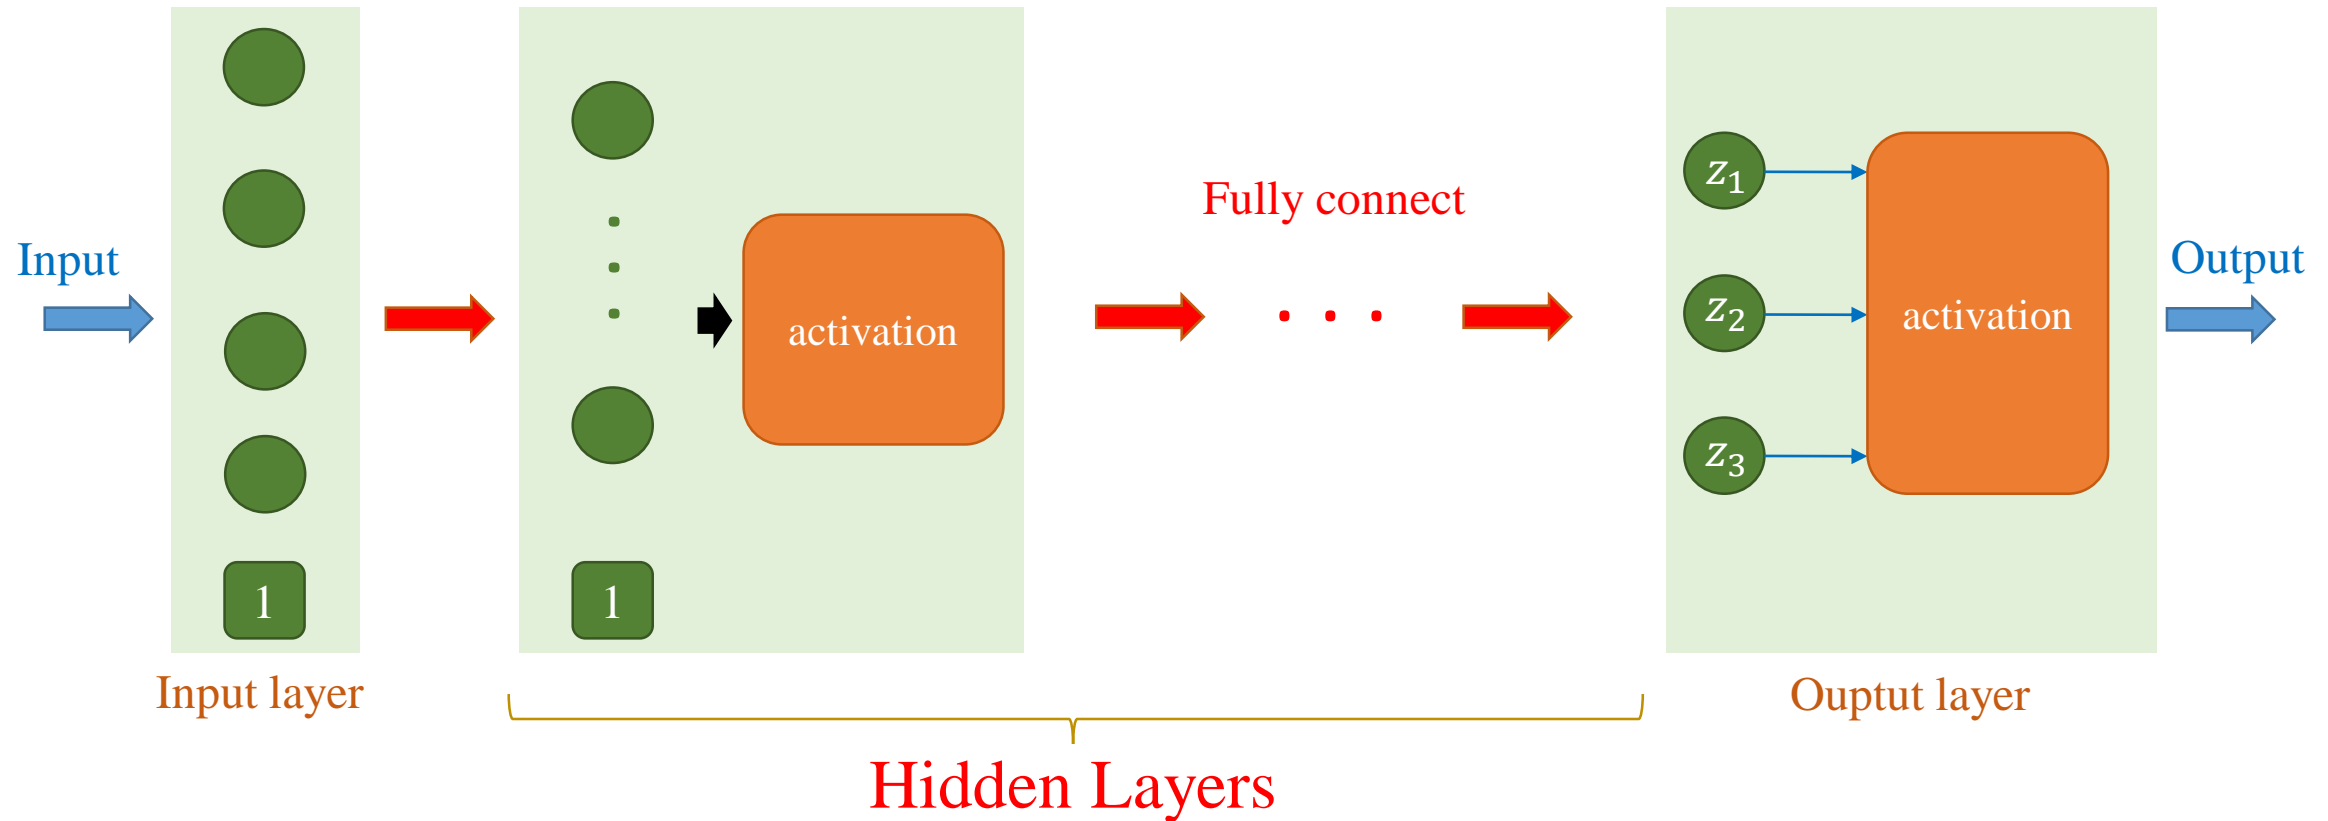 Input
1
Input layer
1
activation
Fully connect
Hidden Layers
z₁
z₂
z₃
activation
Ouptut layer
Output